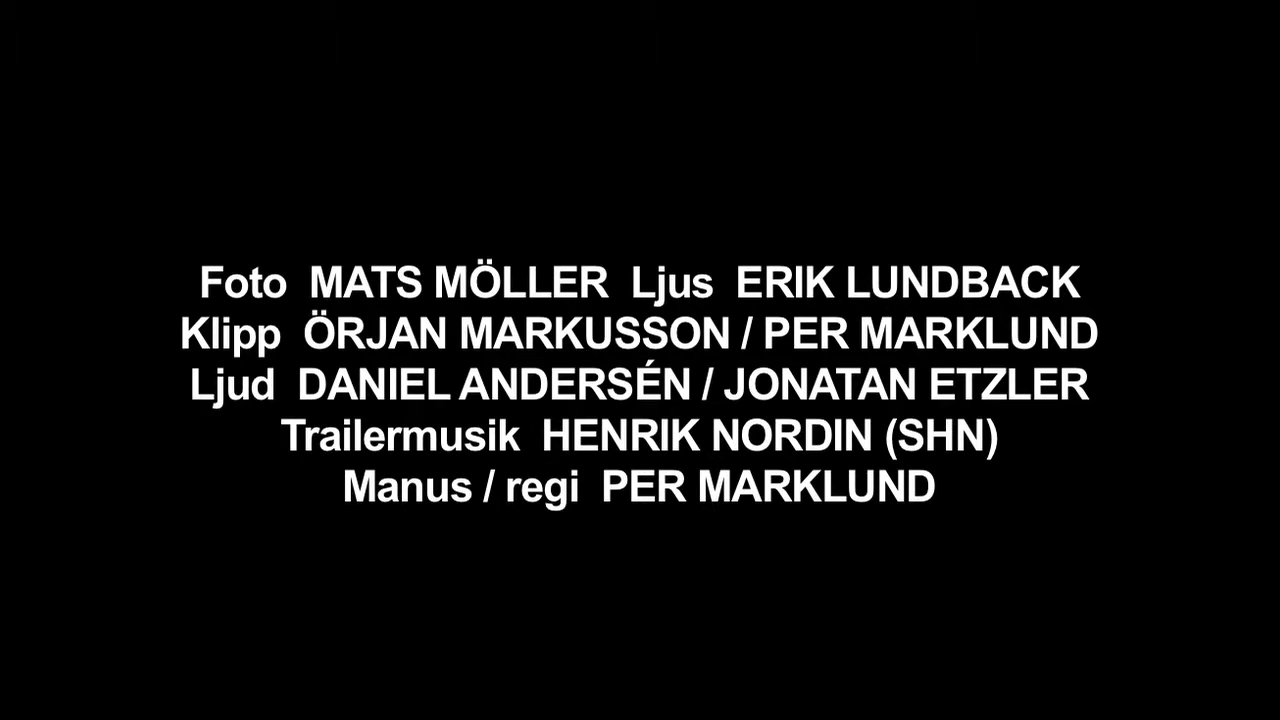 Foto MATS MÖLLER Ljus ERIK LUNDBACK
Klipp ÖRJAN MARKUSSON / PER MARKLUND
Ljud DANIEL ANDERSÉN / JONATAN ETZLER
Trailermusik HENRIK NORDIN (SHN)
Manus / regi PER MARKLUND